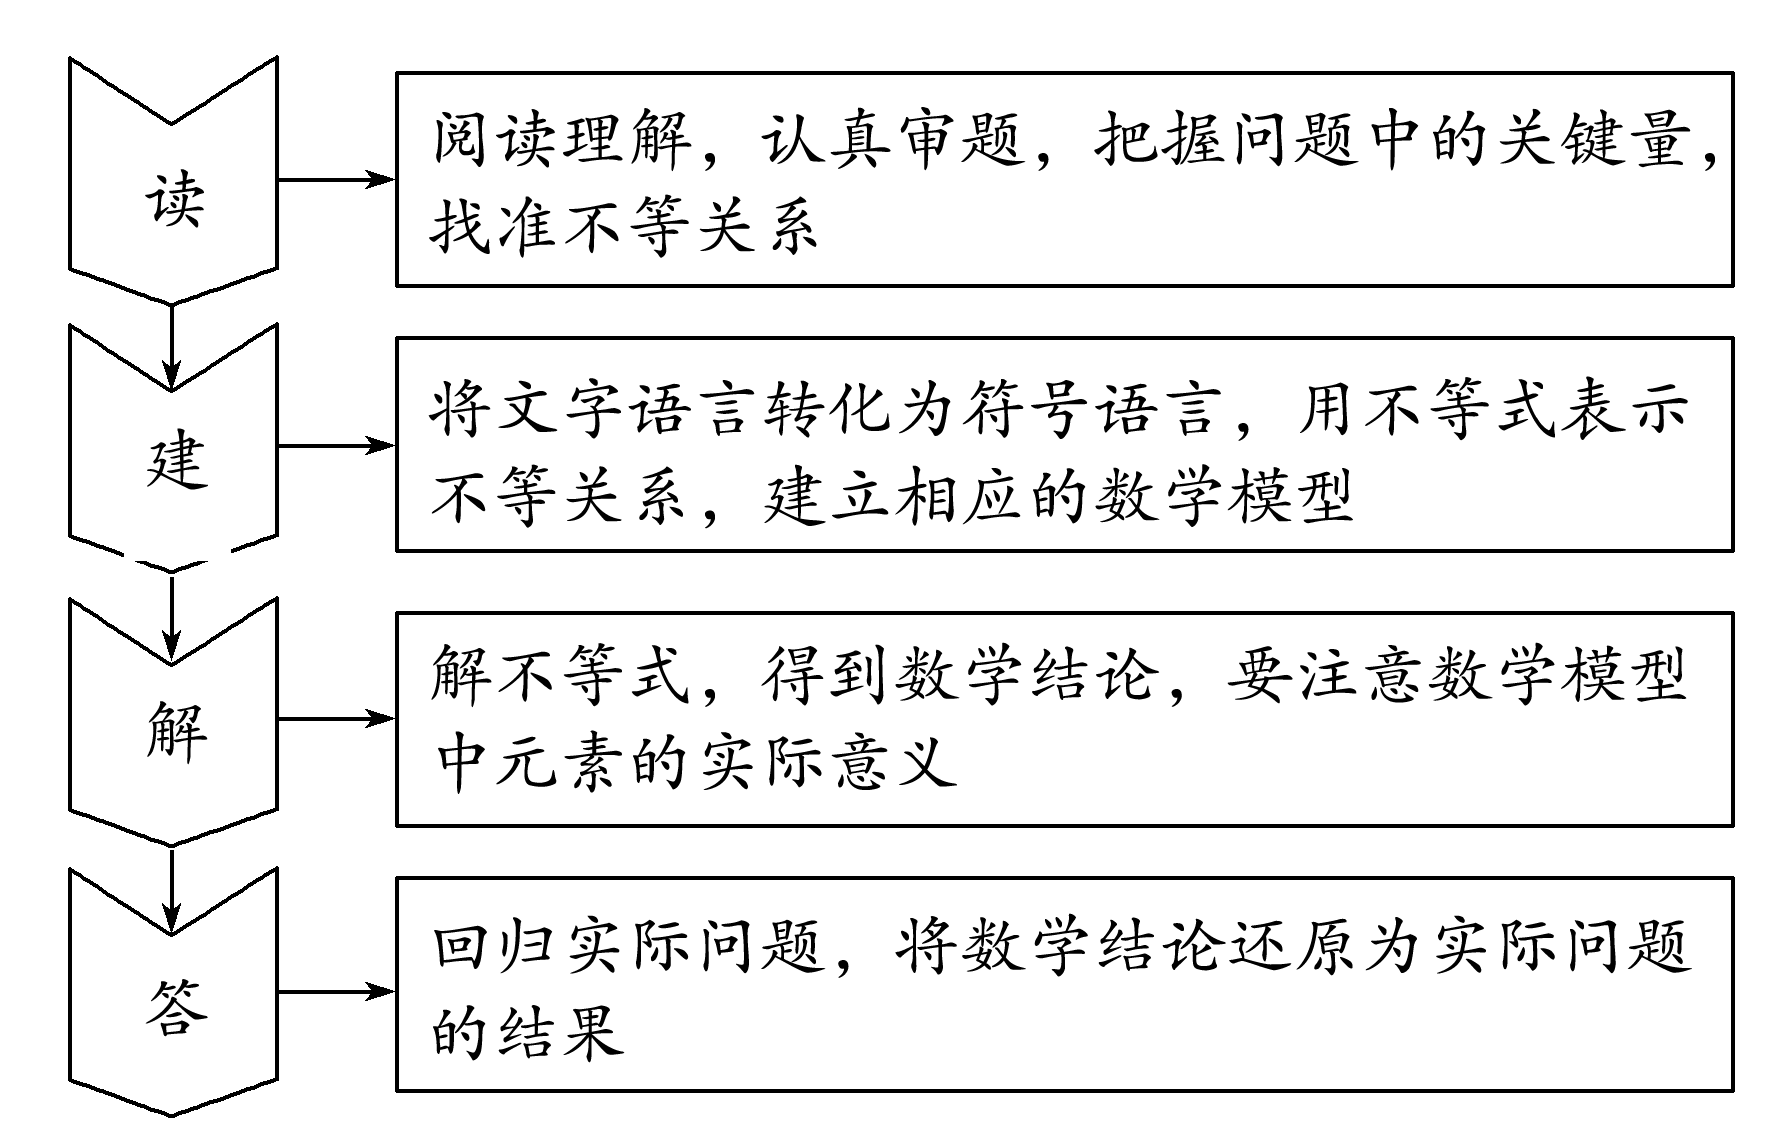 读
阅读理解，认真审题，把握问题中的关键量，
找准不等关系
建
将文字语言转化为符号语言，用不等式表示
不等关系，建立相应的数学模型
解
解不等式，得到数学结论，要注意数学模型
中元素的实际意义
答
回归实际问题，将数学结论还原为实际问题
的结果